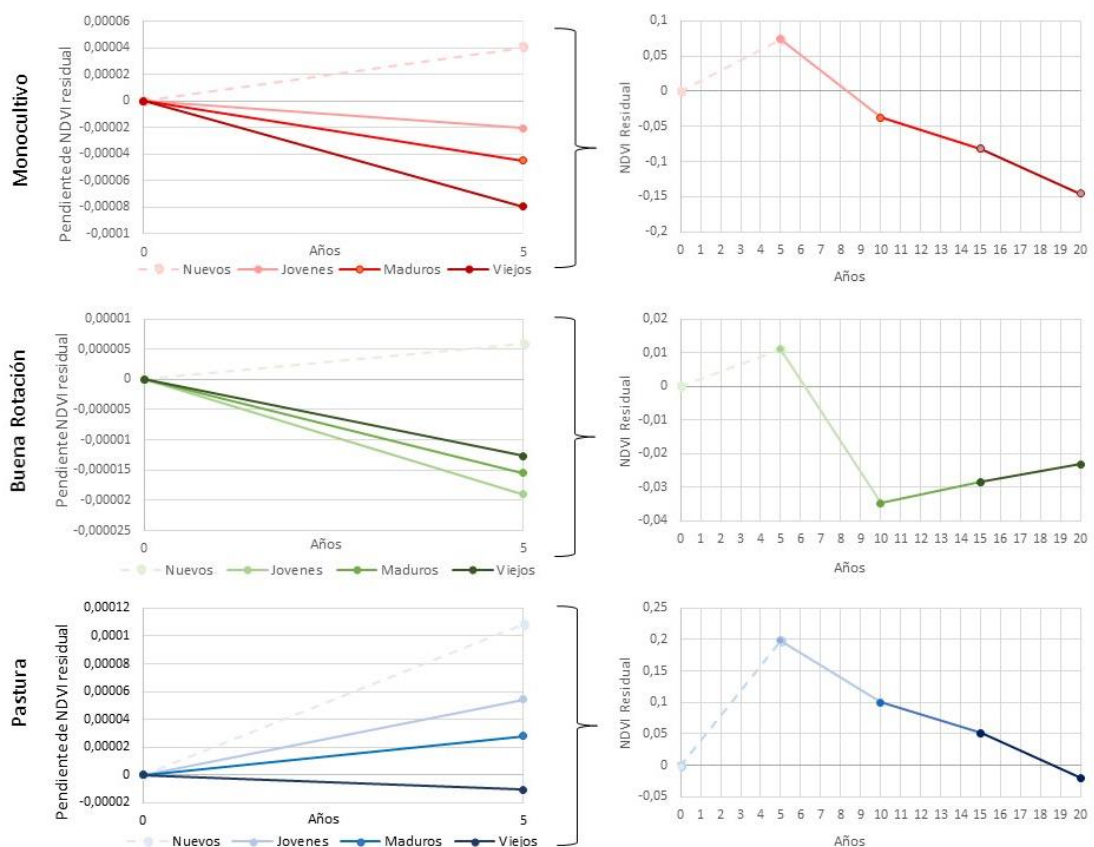 Monocultivo
Pendiente de NDVI residual
0,00006
0,00004
0,00002
0
-0,00002
-0,00004
-0,00006
-0,00008
-0,0001
0 Años 5
Nuevos Jovenes Maduros Viejos
NDVI Residual
0,1
0,05
0
-0,05
-0,1
-0,15
-0,2
0 1 2 3 4 5 6 7 8 9 10 11 12 13 14 15 16 17 18 19 20
Años
Buena Rotación
Pendiente NDVI residual
0,00001
0,000005
0
-0,000005
-0,00001
-0,000015
-0,00002
-0,000025
0 Años 5
Nuevos Jovenes Maduros Viejos
NDVI Residual
0,02
0,01
0
-0,01
-0,02
-0,03
-0,04
0 1 2 3 4 5 6 7 8 9 10 11 12 13 14 15 16 17 18 19 20
Años
Pastura
Pendiente de NDVI residual
0,00012
0,0001
0,00008
0,00006
0,00004
0,00002
0
-0,00002
0 Años 5
Nuevos Jovenes Maduros Viejos
NDVI Residual
0,25
0,2
0,15
0,1
0,05
0
-0,05
0 1 2 3 4 5 6 7 8 9 10 11 12 13 14 15 16 17 18 19 20
Años